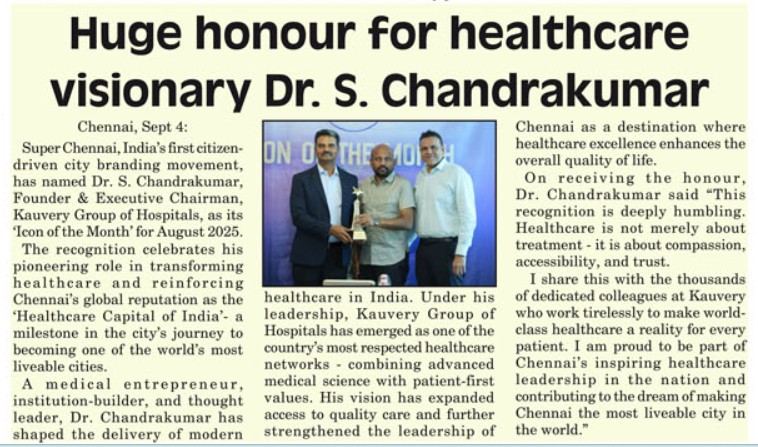 Huge honour for healthcare
visionary Dr. S. Chandrakumar
Chennai, Sept 4:
Super Chennai, India's first citizen-
driven city branding movement,
has named Dr. S. Chandrakumar,
Founder & Executive Chairman,
Kauvery Group of Hospitals, as its
'Icon of the Month' for August 2025.
The recognition celebrates his
pioneering role in transforming
healthcare and reinforcing
Chennai's global reputation as the
'Healthcare Capital of India'- a
milestone in the city's journey to
becoming one of the world's most
liveable cities.
A medical entrepreneur,
institution-builder, and thought
leader, Dr. Chandrakumar has
shaped the delivery of modern
ON OF THE MONTH
healthcare in India. Under his
leadership, Kauvery Group of
Hospitals has emerged as one of the
country's most respected healthcare
networks - combining advanced
medical science with patient-first
values. His vision has expanded
access to quality care and further
strengthened the leadership of
Chennai as a destination where
healthcare excellence enhances the
overall quality of life.
On receiving the honour,
Dr. Chandrakumar said "This
recognition is deeply humbling.
Healthcare is not merely about
treatment - it is about compassion,
accessibility, and trust.
I share this with the thousands
of dedicated colleagues at Kauvery
who work tirelessly to make world-
class healthcare a reality for every
patient. I am proud to be part of
Chennai's inspiring healthcare
leadership in the nation and
contributing to the dream of making
Chennai the most liveable city in
the world."